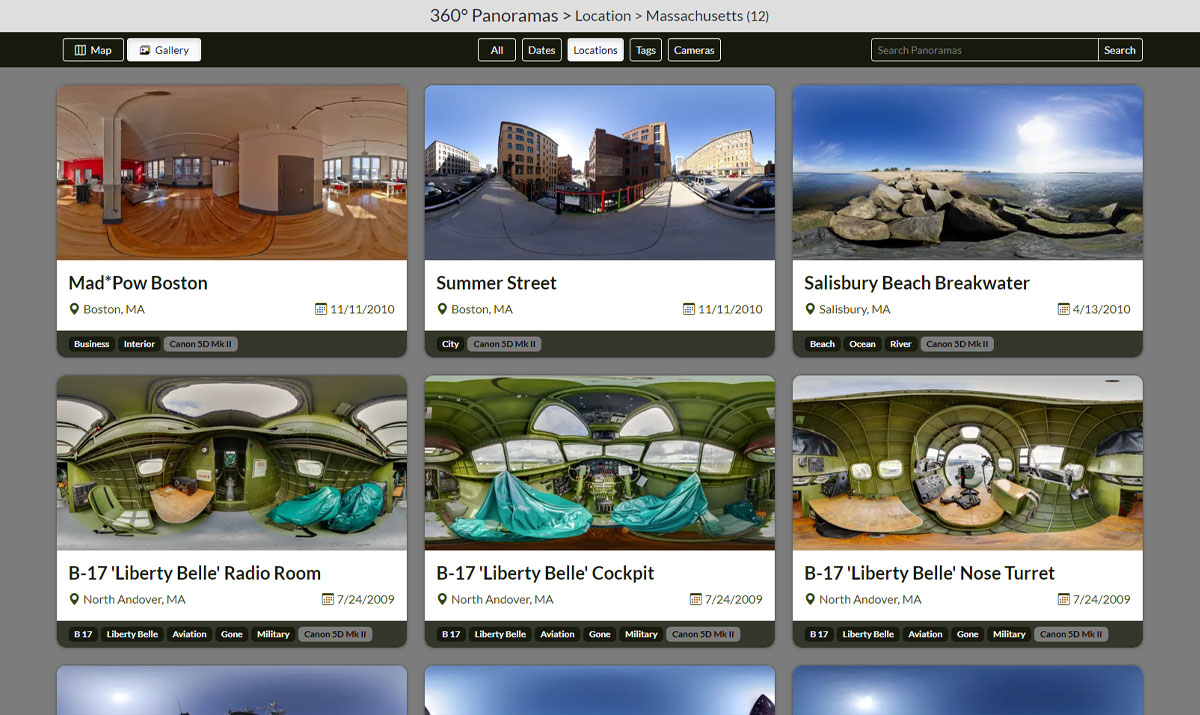 360° Panoramas > Location > Massachusetts (12)
Map Gallery All Dates Locations Tags Cameras Search Panoramas Search
Mad*Pow Boston
Boston, MA 11/11/2010
Business Interior Canon 5D Mk II
Summer Street
Boston, MA 11/11/2010
City Canon 5D Mk II
Salisbury Beach Breakwater
Salisbury, MA 4/13/2010
Beach Ocean River Canon 5D Mk II
B-17 'Liberty Belle' Radio Room
North Andover, MA 7/24/2009
B 17 Liberty Belle Aviation Gone Military Canon 5D Mk II
B-17 'Liberty Belle' Cockpit
North Andover, MA 7/24/2009
B 17 Liberty Belle Aviation Gone Military Canon 5D Mk II
B-17 'Liberty Belle' Nose Turret
North Andover, MA 7/24/2009
B 17 Liberty Belle Aviation Gone Military Canon 5D Mk II